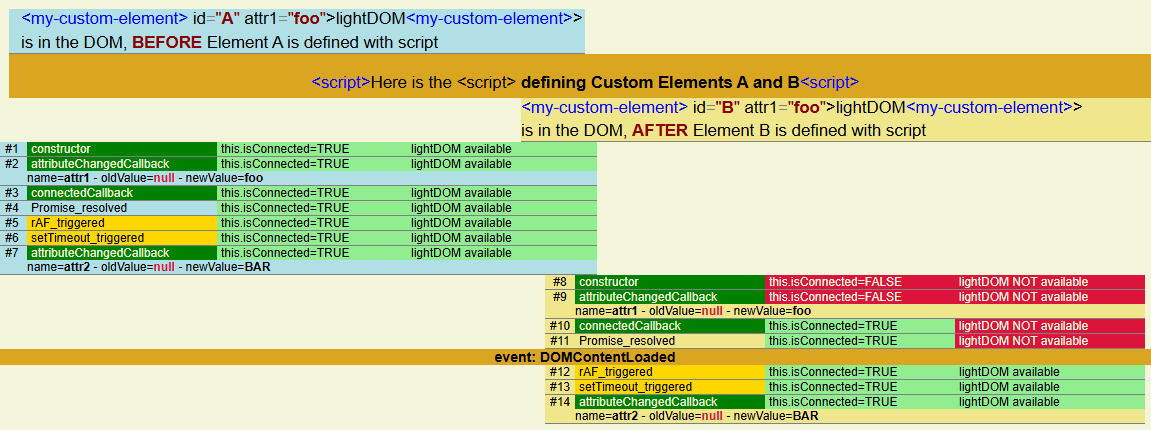 <my-custom-element> id="A" attr1="foo">lightDOM<my-custom-element>>
is in the DOM, BEFORE Element A is defined with script
<script>Here is the <script> defining Custom Elements A and B<script>
<my-custom-element> id="B" attr1="foo">lightDOM<my-custom-element>>
is in the DOM, AFTER Element B is defined with script
#1 constructor this.isConnected=TRUE lightDOM available
#2 attributeChangedCallback this.isConnected=TRUE lightDOM available
name=attr1 - oldValue=null - newValue=foo
#3 connectedCallback this.isConnected=TRUE lightDOM available
#4 Promise_resolved this.isConnected=TRUE lightDOM available
#5 rAF_triggered this.isConnected=TRUE lightDOM available
#6 setTimeout_triggered this.isConnected=TRUE lightDOM available
#7 attributeChangedCallback this.isConnected=TRUE lightDOM available
name=attr2 - oldValue=null - newValue=BAR
#8 constructor this.isConnected=FALSE lightDOM NOT available
#9 attributeChangedCallback this.isConnected=FALSE lightDOM NOT available
name=attr1 - oldValue=null - newValue=foo
#10 connectedCallback this.isConnected=TRUE lightDOM NOT available
#11 Promise_resolved this.isConnected=TRUE lightDOM NOT available
event: DOMContentLoaded
#12 rAF_triggered this.isConnected=TRUE lightDOM available
#13 setTimeout_triggered this.isConnected=TRUE lightDOM available
#14 attributeChangedCallback this.isConnected=TRUE lightDOM available
name=attr2 - oldValue=null - newValue=BAR